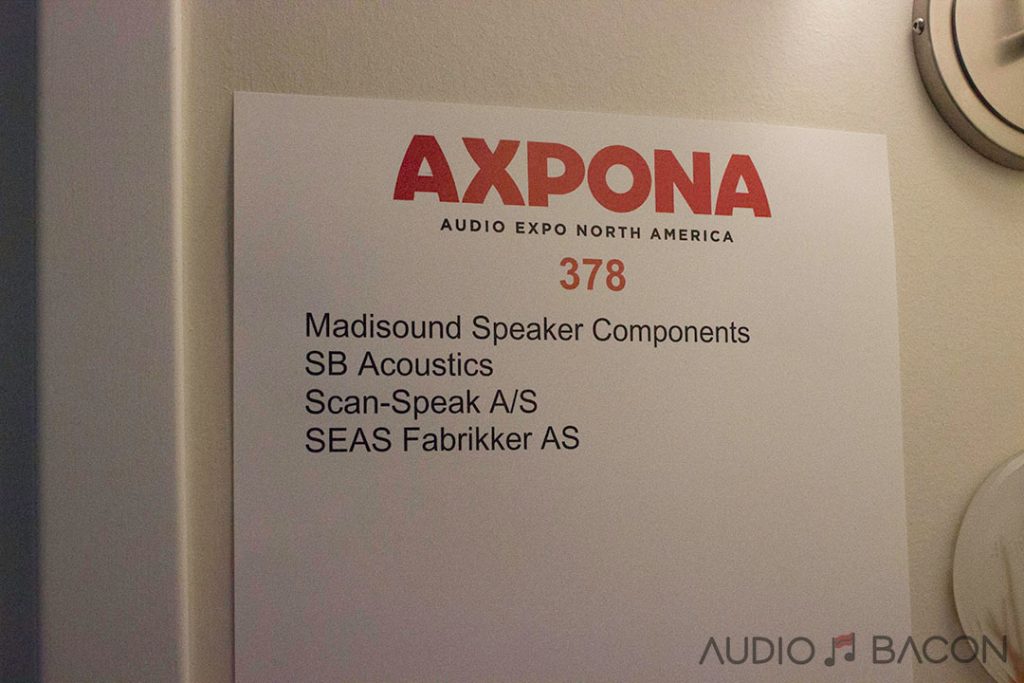 AXPONA
AUDIO EXPO NORTH AMERICA
378
Madisound Speaker Components
SB Acoustics
Scan-Speak A/S
SEAS Fabrikker AS
AUDIO BACON